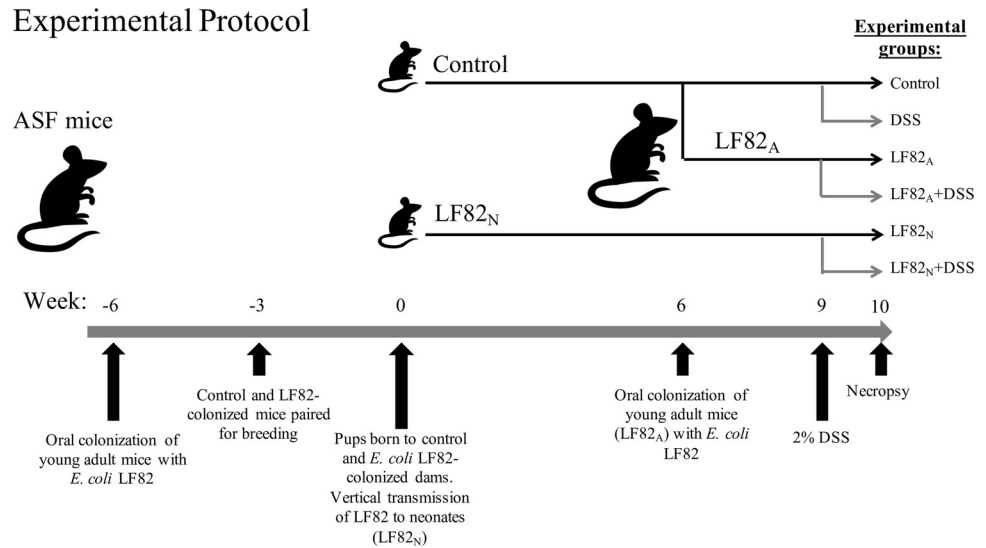 Experimental Protocol
Experimental
groups:
ASF mice
Control
Control
DSS
LF82A
LF82A
LF82A+DSS
LF82N
LF82N
LF82N+DSS
Week:
-6
-3
0
6
9
10
Oral colonization of
young adult mice with
E. coli LF82
Control and LF82-
colonized mice paired
for breeding
Pups born to control
and E. coli LF82-
colonized dams.
Vertical transmission
of LF82 to neonates
(LF82N)
Oral colonization of
young adult mice
(LF82A) with E. coli
LF82
2% DSS
Necropsy